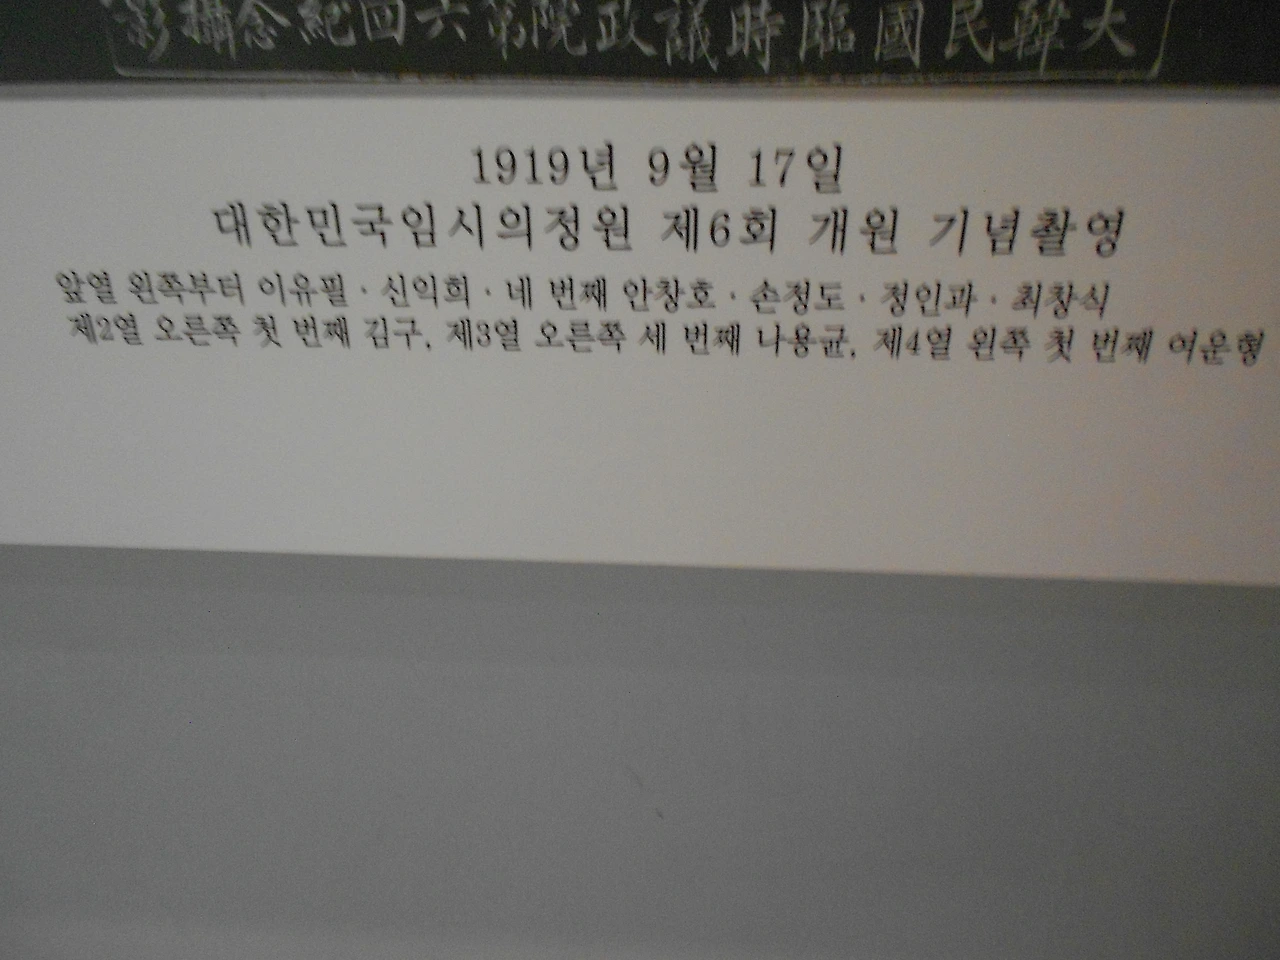 大韓民國臨時議政院第六回紀念攝影
1919년 9월 17일
대한민국임시의정원 제6회 개원 기념촬영
앞열 왼쪽부터 이유필 · 신익희 · 네 번째 안창호 · 손정도 · 정인과 · 최창식
제2열 오른쪽 첫 번째 김구, 제3열 오른쪽 세 번째 나용균, 제4열 왼쪽 첫 번째 여운형